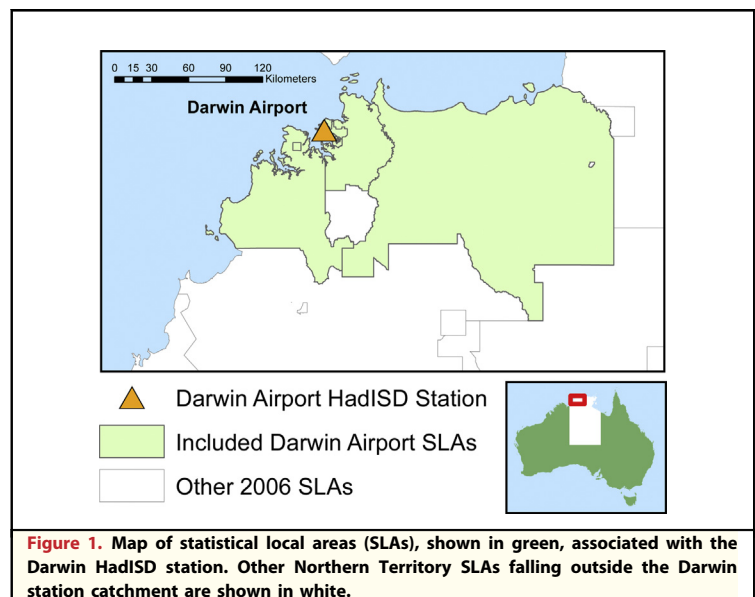 0 15 30 60 90 120
Kilometers
Darwin Airport
Darwin Airport HadISD Station
Included Darwin Airport SLAs
Other 2006 SLAs
Figure 1. Map of statistical local areas (SLAs), shown in green, associated with the
Darwin HadISD station. Other Northern Territory SLAs falling outside the Darwin
station catchment are shown in white.